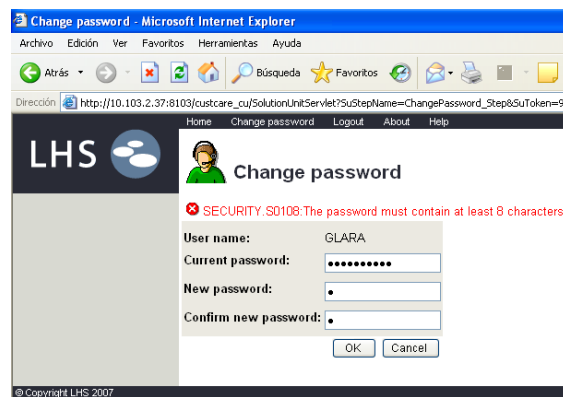 Change password - Microsoft Internet Explorer
Archivo Edición Ver Favoritos Herramientas Ayuda
Atrás Búsqueda Favoritos
Dirección http://10.103.2.37:8103/custcare_cu/SolutionUnitServlet?SuStepName=ChangePassword_Step&SuToken=9
Home Change password Logout About Help
LHS
Change password
SECURITY.S0108:The password must contain at least 8 characters
User name: GLARA
Current password: ••••••••••
New password: •
Confirm new password: •
OK Cancel
© Copyright LHS 2007